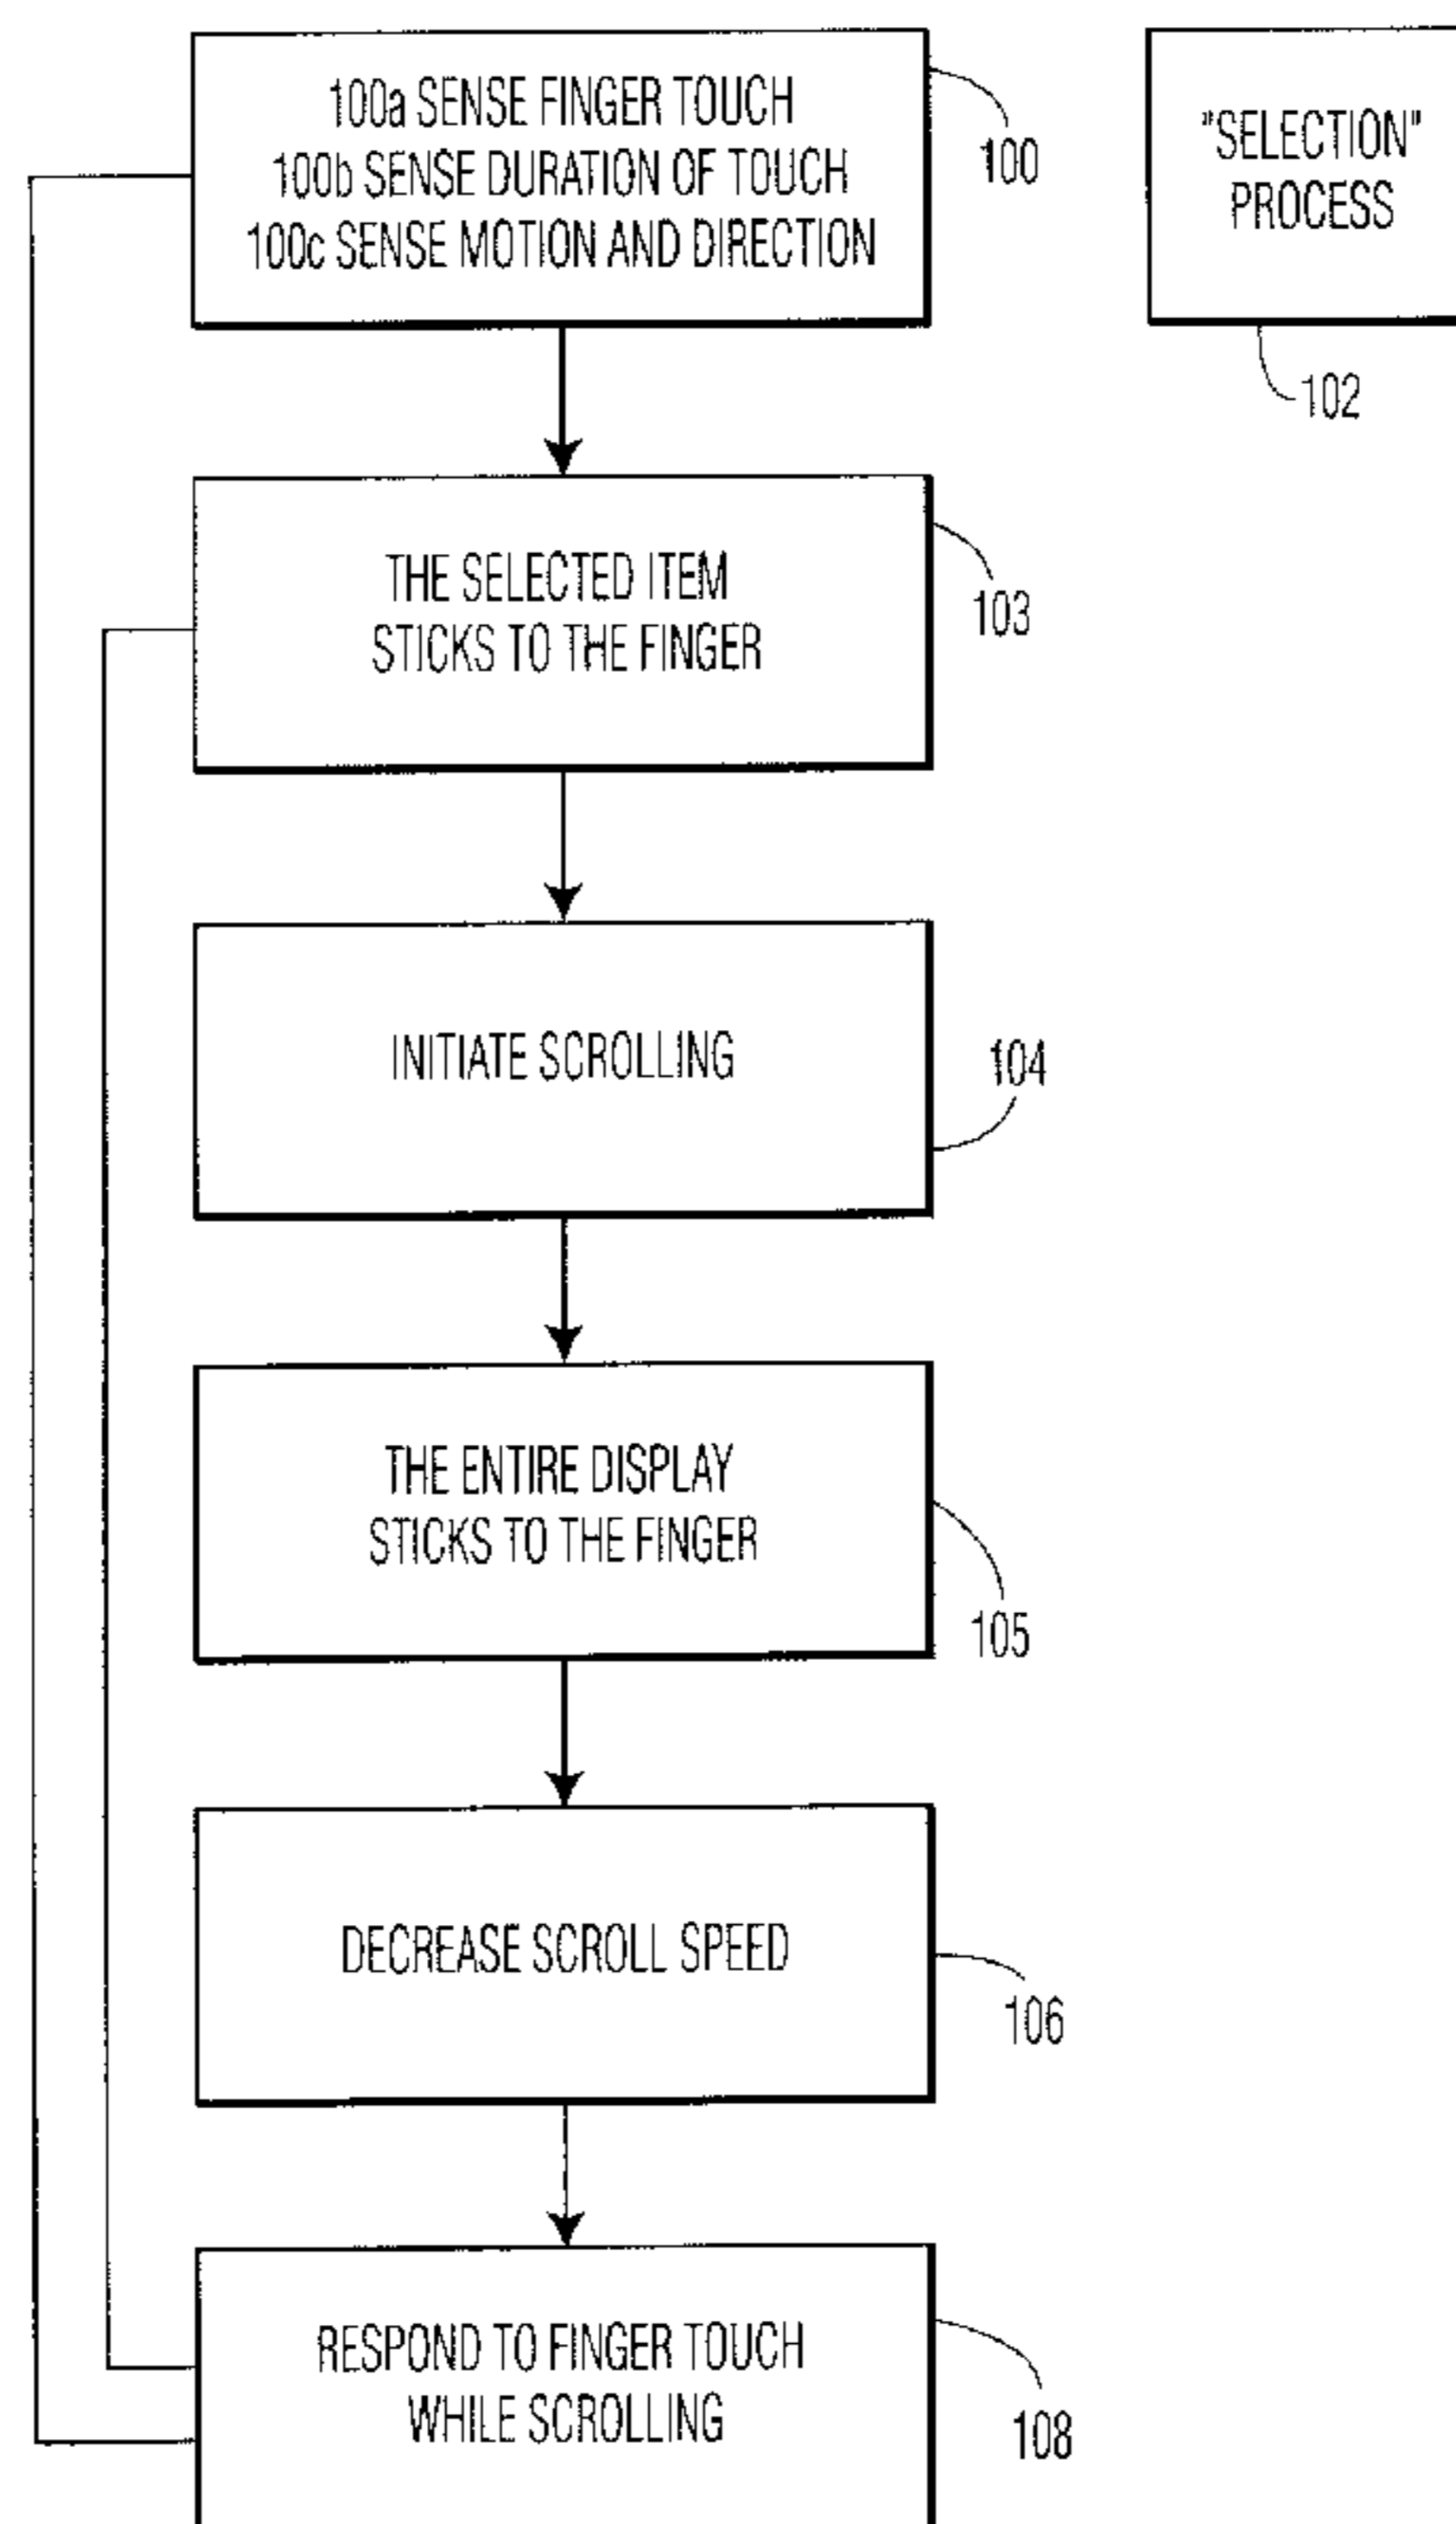 100a SENSE FINGER TOUCH
100b SENSE DURATION OF TOUCH
100c SENSE MOTION AND DIRECTION
100
"SELECTION"
PROCESS
102
THE SELECTED ITEM
STICKS TO THE FINGER
103
INITIATE SCROLLING
104
THE ENTIRE DISPLAY
STICKS TO THE FINGER
105
DECREASE SCROLL SPEED
106
RESPOND TO FINGER TOUCH
WHILE SCROLLING
108